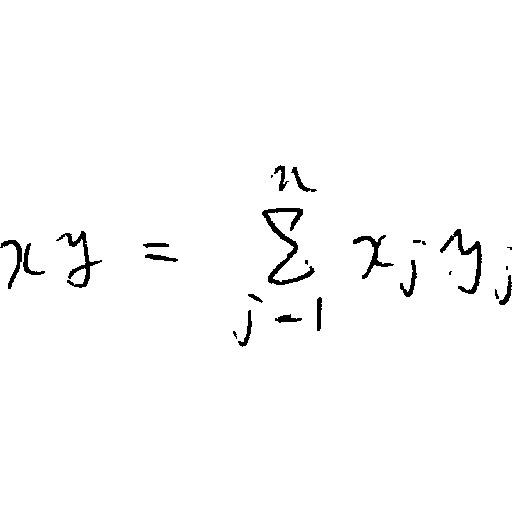 xy = \sum_{j-1}^{n} x_j y_j